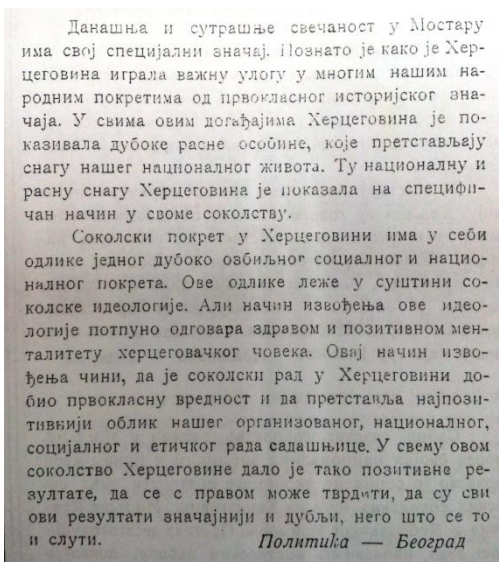 Данашња и сутрашње свечаност у Мостару
има свој специјални значај. Познато је како је Хер-
цеговина играла важну улогу у многим нашим на-
родним покретима од првокласног историјског зна-
чаја. У свима овим догађајима Херцеговина је по-
казивала дубоке расне особине, које претстављају
снагу нашег националног живота. Ту националну и
расну снагу Херцеговина је показала на специфи-
чан начин у своме соколству.
Соколски покрет у Херцеговини има у себи
одлике једног дубоко озбиљног социалног и нацио-
налног покрета. Ове одлике леже у суштини со-
колске идеологије. Али начин извођења ове идео-
логије потпуно одговара здравом и позитивном мен-
талитету херцеговачког човека. Овај начин изво-
ђења чини, да је соколски рад у Херцеговини до-
био првокласну вредност и да претставља најпози-
тивнији облик нашег организованог, националног,
социјалног и етичког рада садашњице. У свему овом
соколство Херцеговине дало је тако позитивне ре-
зултате, да се с правом може тврдити, да су сви
ови резултати значајнији и дубљи, него што се то
и слути. Политика — Београд